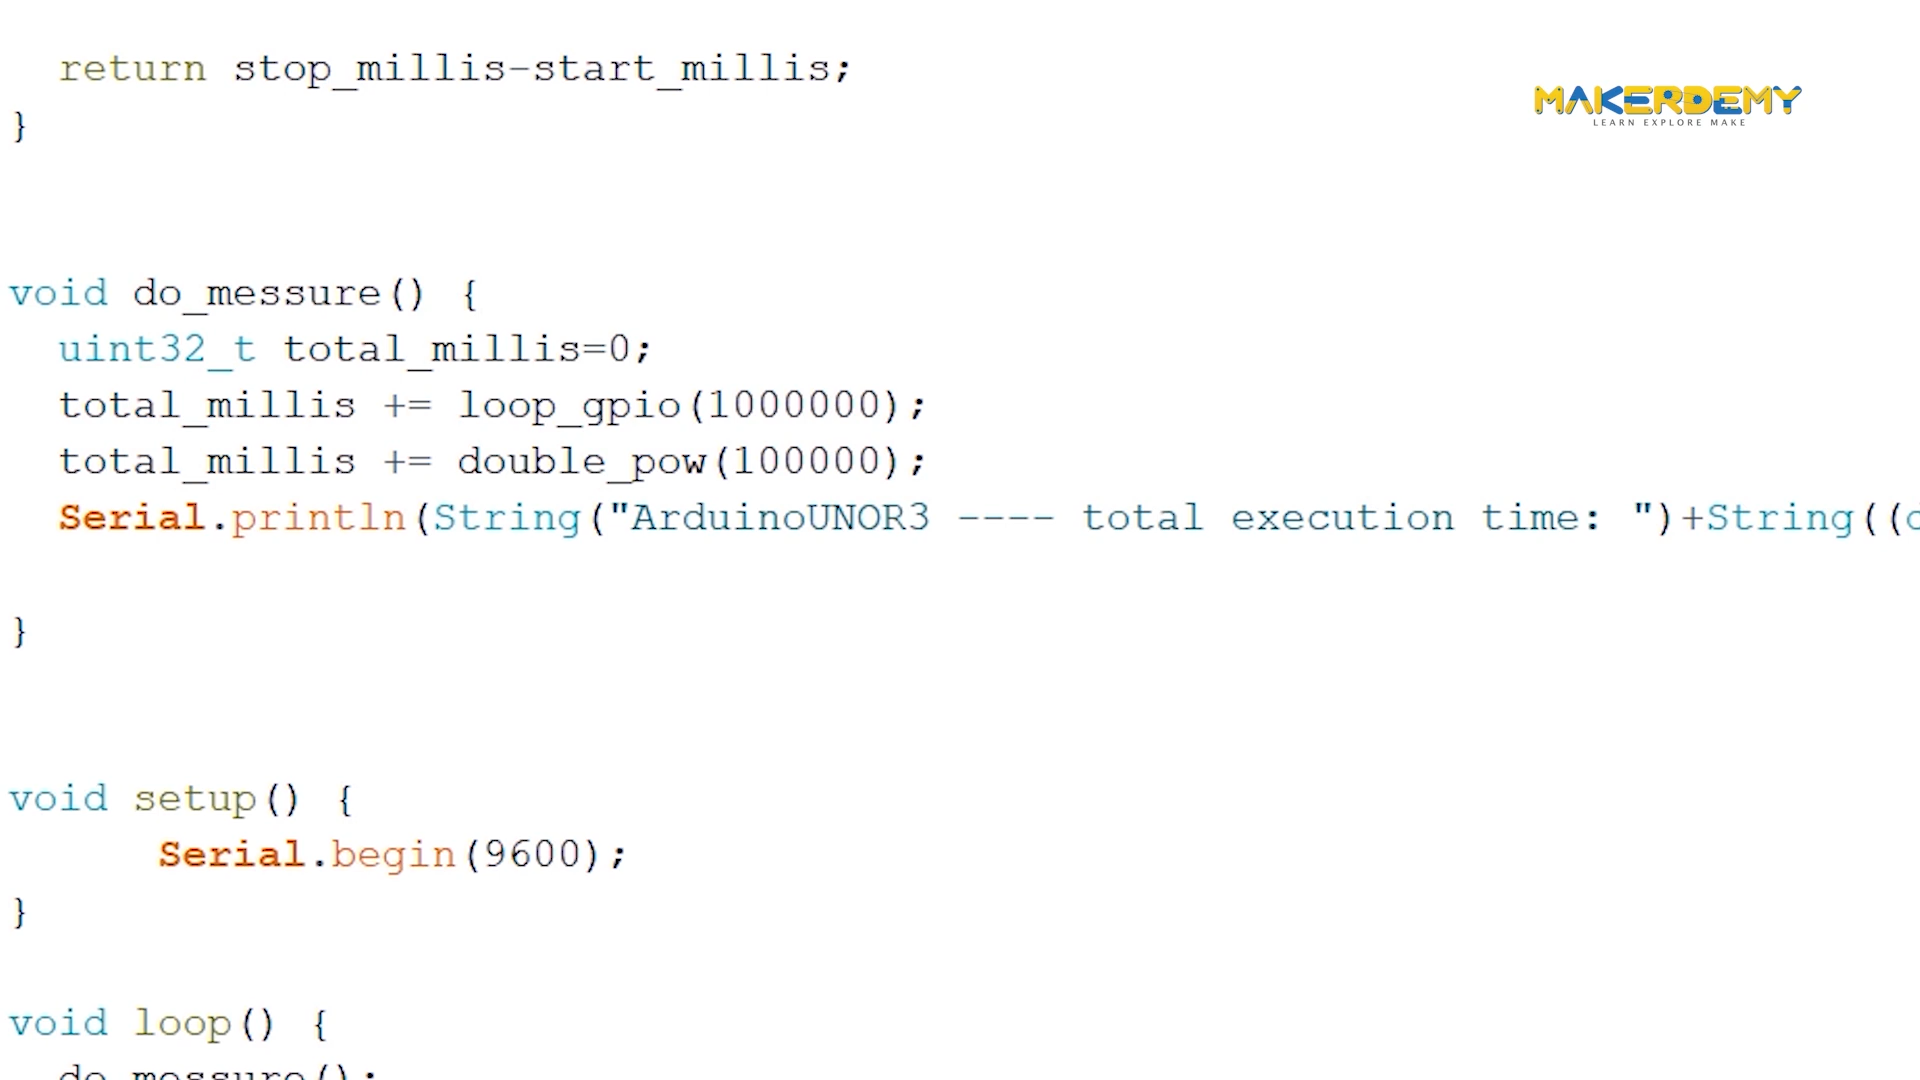 return stop_millis-start_millis;
}
MAKERDEMY
LEARN EXPLORE MAKE
void do_messure() {
uint32_t total_millis=0;
total_millis += loop_gpio(1000000);
total_millis += double_pow(100000);
Serial.println(String("ArduinoUNOR3 ---- total execution time: ")+String((
}
void setup() {
Serial.begin(9600);
}
void loop() {
do_messure();